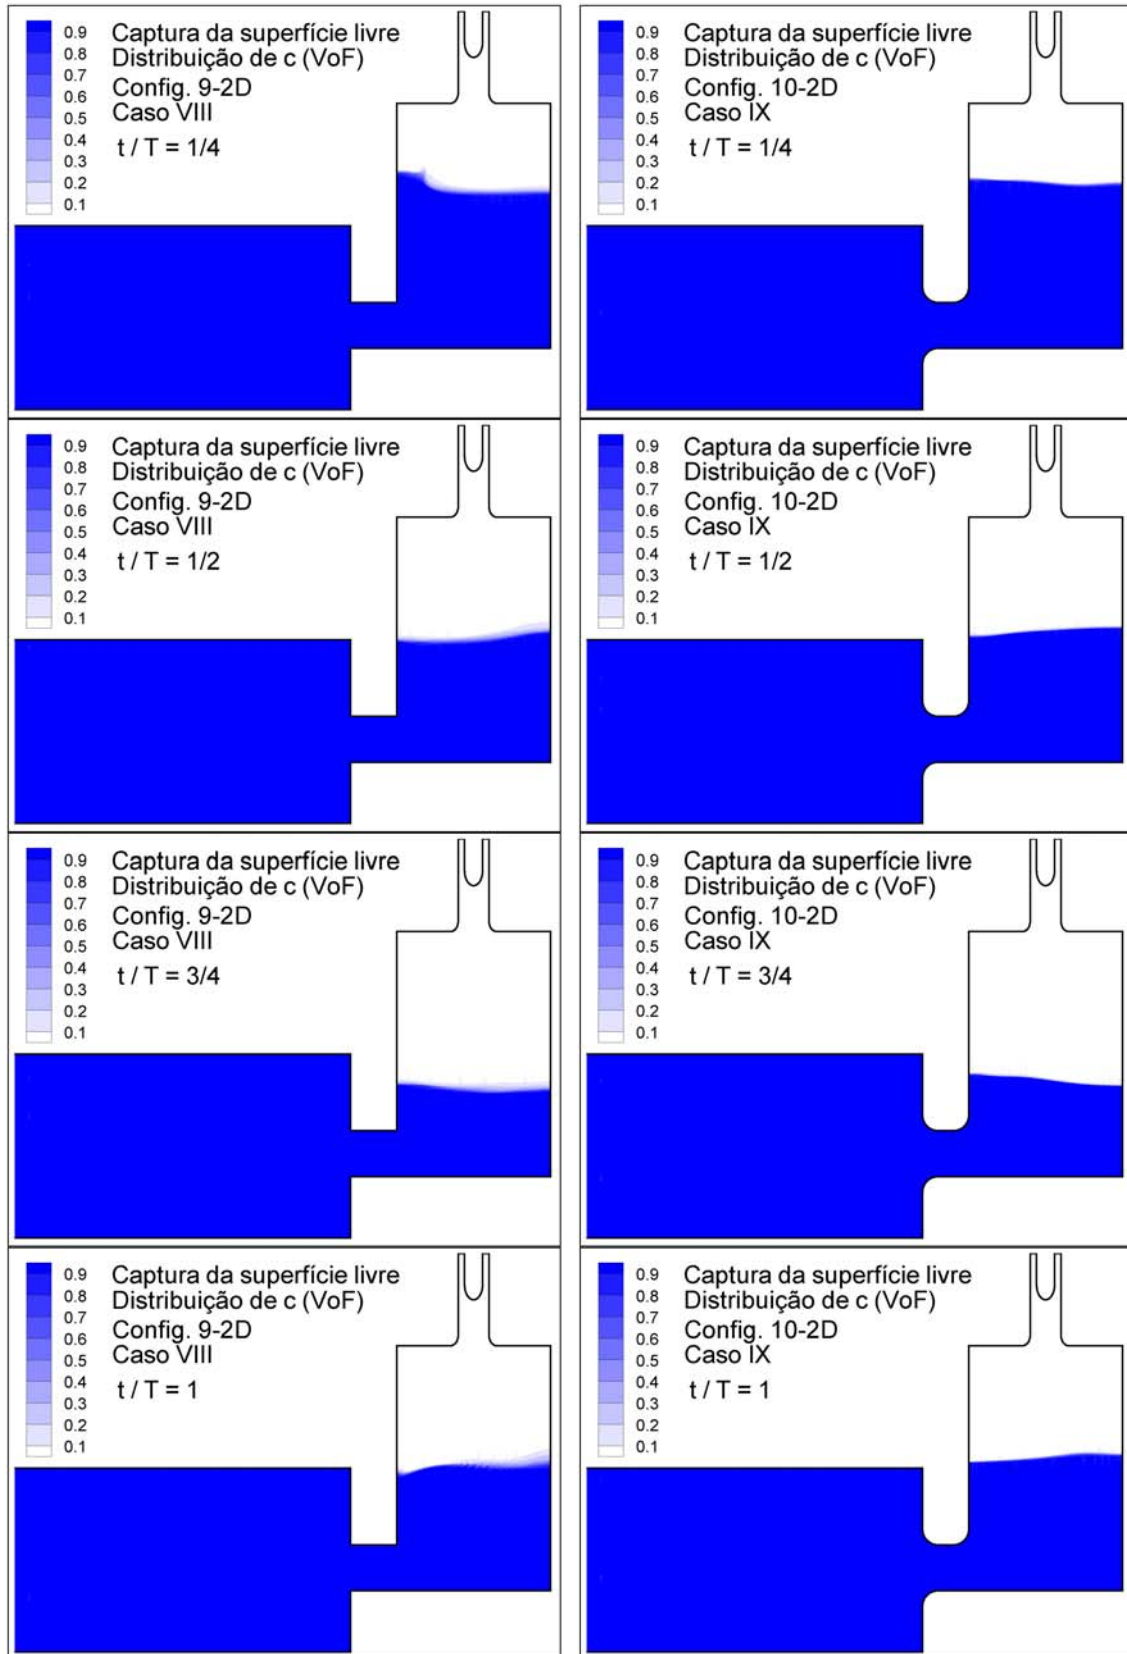 0.9
0.8
0.7
0.6
0.5
0.4
0.3
0.2
0.1
Captura da superfície livre
Distribuição de c (VoF)
Config. 9-2D
Caso VIII
t / T = 1/4
0.9
0.8
0.7
0.6
0.5
0.4
0.3
0.2
0.1
Captura da superfície livre
Distribuição de c (VoF)
Config. 10-2D
Caso IX
t / T = 1/4
0.9
0.8
0.7
0.6
0.5
0.4
0.3
0.2
0.1
Captura da superfície livre
Distribuição de c (VoF)
Config. 9-2D
Caso VIII
t / T = 1/2
0.9
0.8
0.7
0.6
0.5
0.4
0.3
0.2
0.1
Captura da superfície livre
Distribuição de c (VoF)
Config. 10-2D
Caso IX
t / T = 1/2
0.9
0.8
0.7
0.6
0.5
0.4
0.3
0.2
0.1
Captura da superfície livre
Distribuição de c (VoF)
Config. 9-2D
Caso VIII
t / T = 3/4
0.9
0.8
0.7
0.6
0.5
0.4
0.3
0.2
0.1
Captura da superfície livre
Distribuição de c (VoF)
Config. 10-2D
Caso IX
t / T = 3/4
0.9
0.8
0.7
0.6
0.5
0.4
0.3
0.2
0.1
Captura da superfície livre
Distribuição de c (VoF)
Config. 9-2D
Caso VIII
t / T = 1
0.9
0.8
0.7
0.6
0.5
0.4
0.3
0.2
0.1
Captura da superfície livre
Distribuição de c (VoF)
Config. 10-2D
Caso IX
t / T = 1